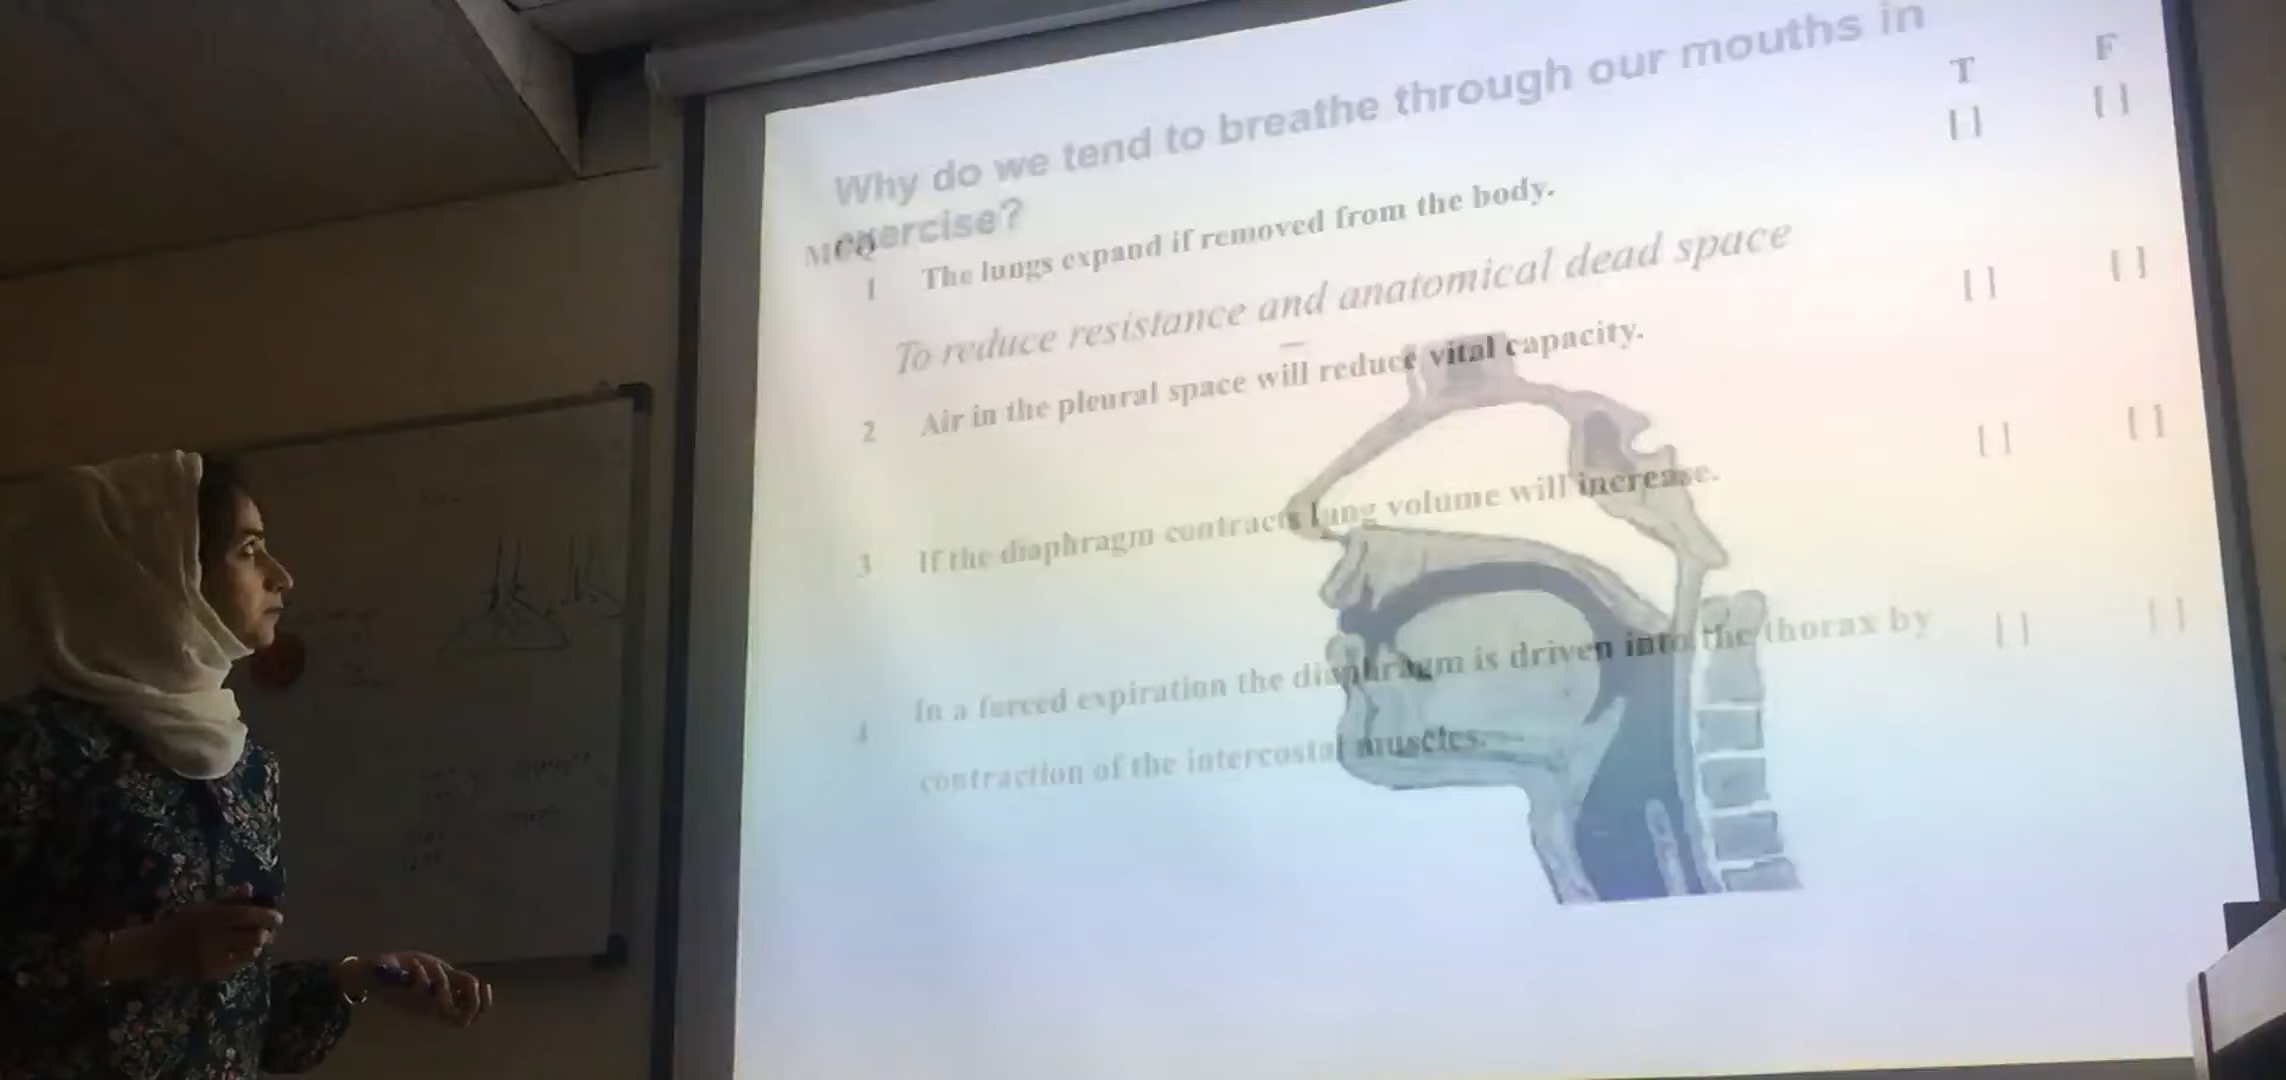 Why do we tend to breathe through our mouths in
exercise?
T F
MCQ
1 The lungs expand if removed from the body. [ ] [ ]
To reduce resistance and anatomical dead space
2 Air in the pleural space will reduce vital capacity. [ ] [ ]
3 If the diaphragm contracts lung volume will increase. [ ] [ ]
4 In a forced expiration the diaphragm is driven into the thorax by [ ] [ ]
contraction of the intercostal muscles.